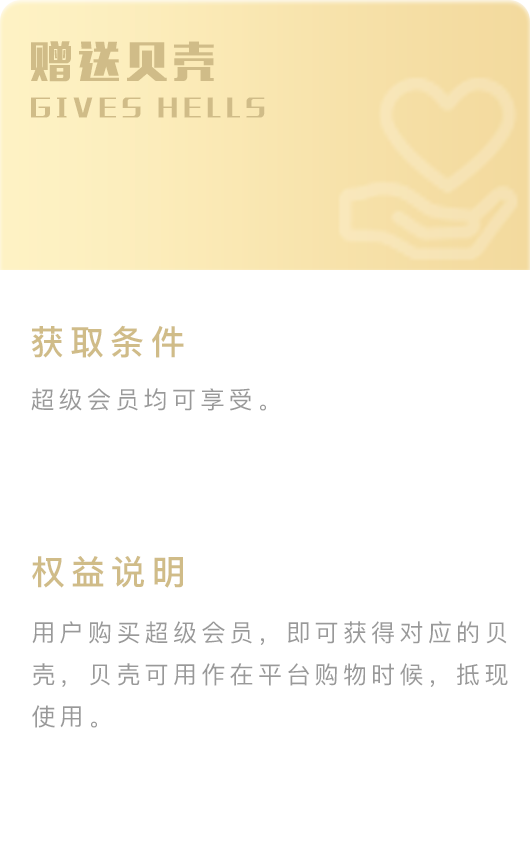 赠送贝壳
GIVES HELLS
获取条件
超级会员均可享受。
权益说明
用户购买超级会员，即可获得对应的贝
壳，贝壳可用作在平台购物时候，抵现
使用。